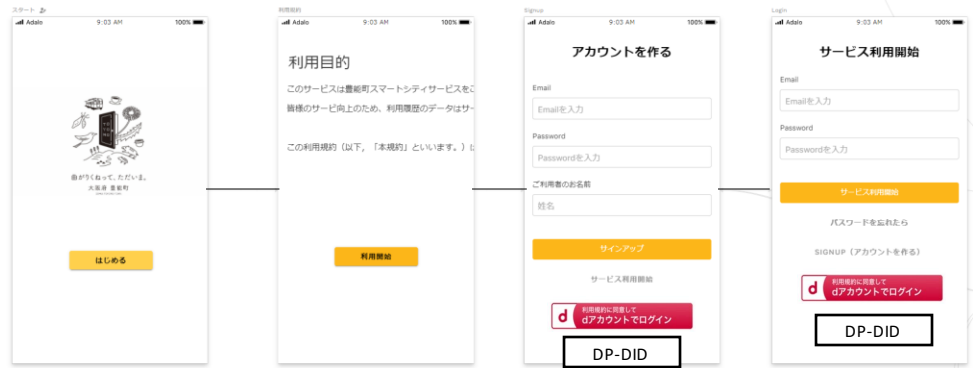 スタート
Adalo 9:03 AM 100%
曲がりくねって、ただいま。
大阪府 豊能町
はじめる
利用規約
Adalo 9:03 AM 100%
利用目的
このサービスは豊能町スマートシティサービスをご
皆様のサービ向上のため、利用履歴のデータはサー
この利用規約（以下，「本規約」といいます。）は
利用開始
Signup
Adalo 9:03 AM 100%
アカウントを作る
Email
Emailを入力
Password
Passwordを入力
ご利用者のお名前
姓名
サインアップ
サービス利用開始
d
利用規約に同意して
dアカウントでログイン
DP-DID
Login
Adalo 9:03 AM 100%
サービス利用開始
Email
Emailを入力
Password
Passwordを入力
サービス利用開始
パスワードを忘れたら
SIGNUP（アカウントを作る）
d
利用規約に同意して
dアカウントでログイン
DP-DID